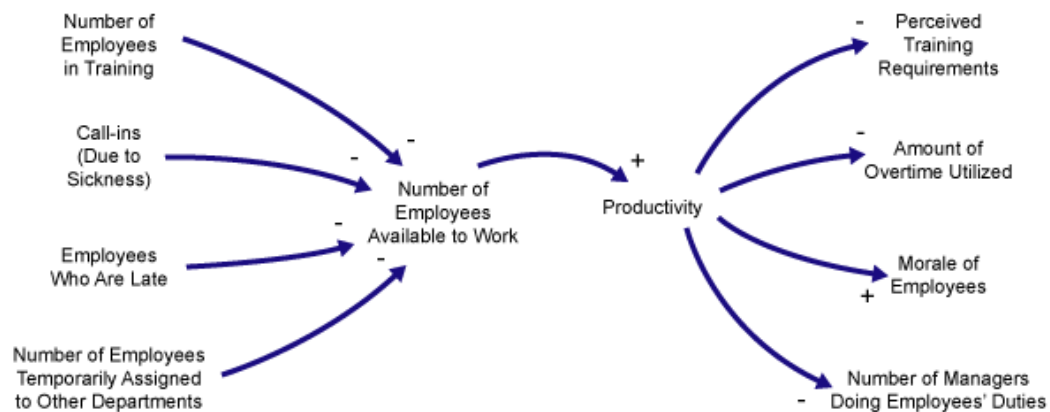 Number of
Employees
in Training
Call-ins
(Due to
Sickness)
Employees
Who Are Late
Number of Employees
Temporarily Assigned
to Other Departments
-
-
-
-
Number of
Employees
Available to Work
+
Productivity
-
Perceived
Training
Requirements
-
Amount of
Overtime Utilized
+
Morale of
Employees
-
Number of Managers
Doing Employees' Duties